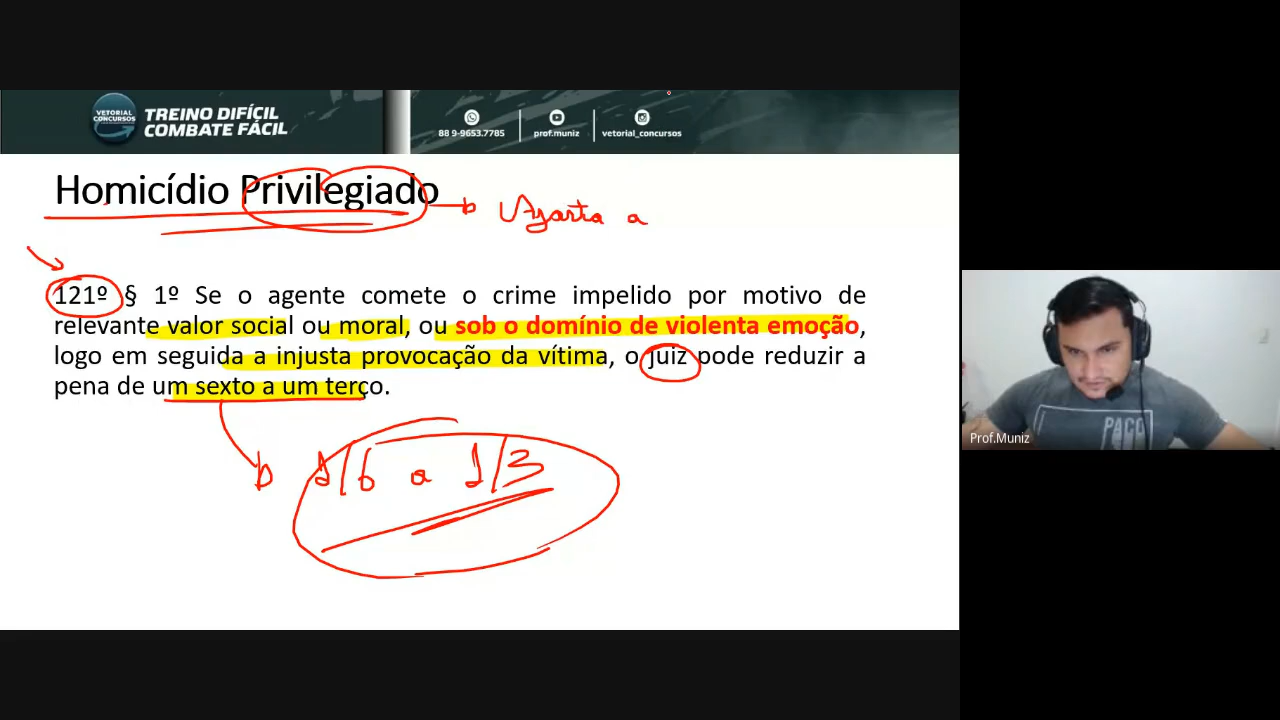 VETORIAL
CONCURSOS
TREINO DIFÍCIL
COMBATE FÁCIL
88 9-9653.7785
prof.muniz
vetorial_concursos
Homicídio Privilegiado
a
121º § 1º Se o agente comete o crime impelido por motivo de
relevante valor social ou moral, ou sob o domínio de violenta emoção,
logo em seguida a injusta provocação da vítima, o juiz pode reduzir a
pena de um sexto a um terço.
1/6 a 1/3
PACO
Prof.Muniz